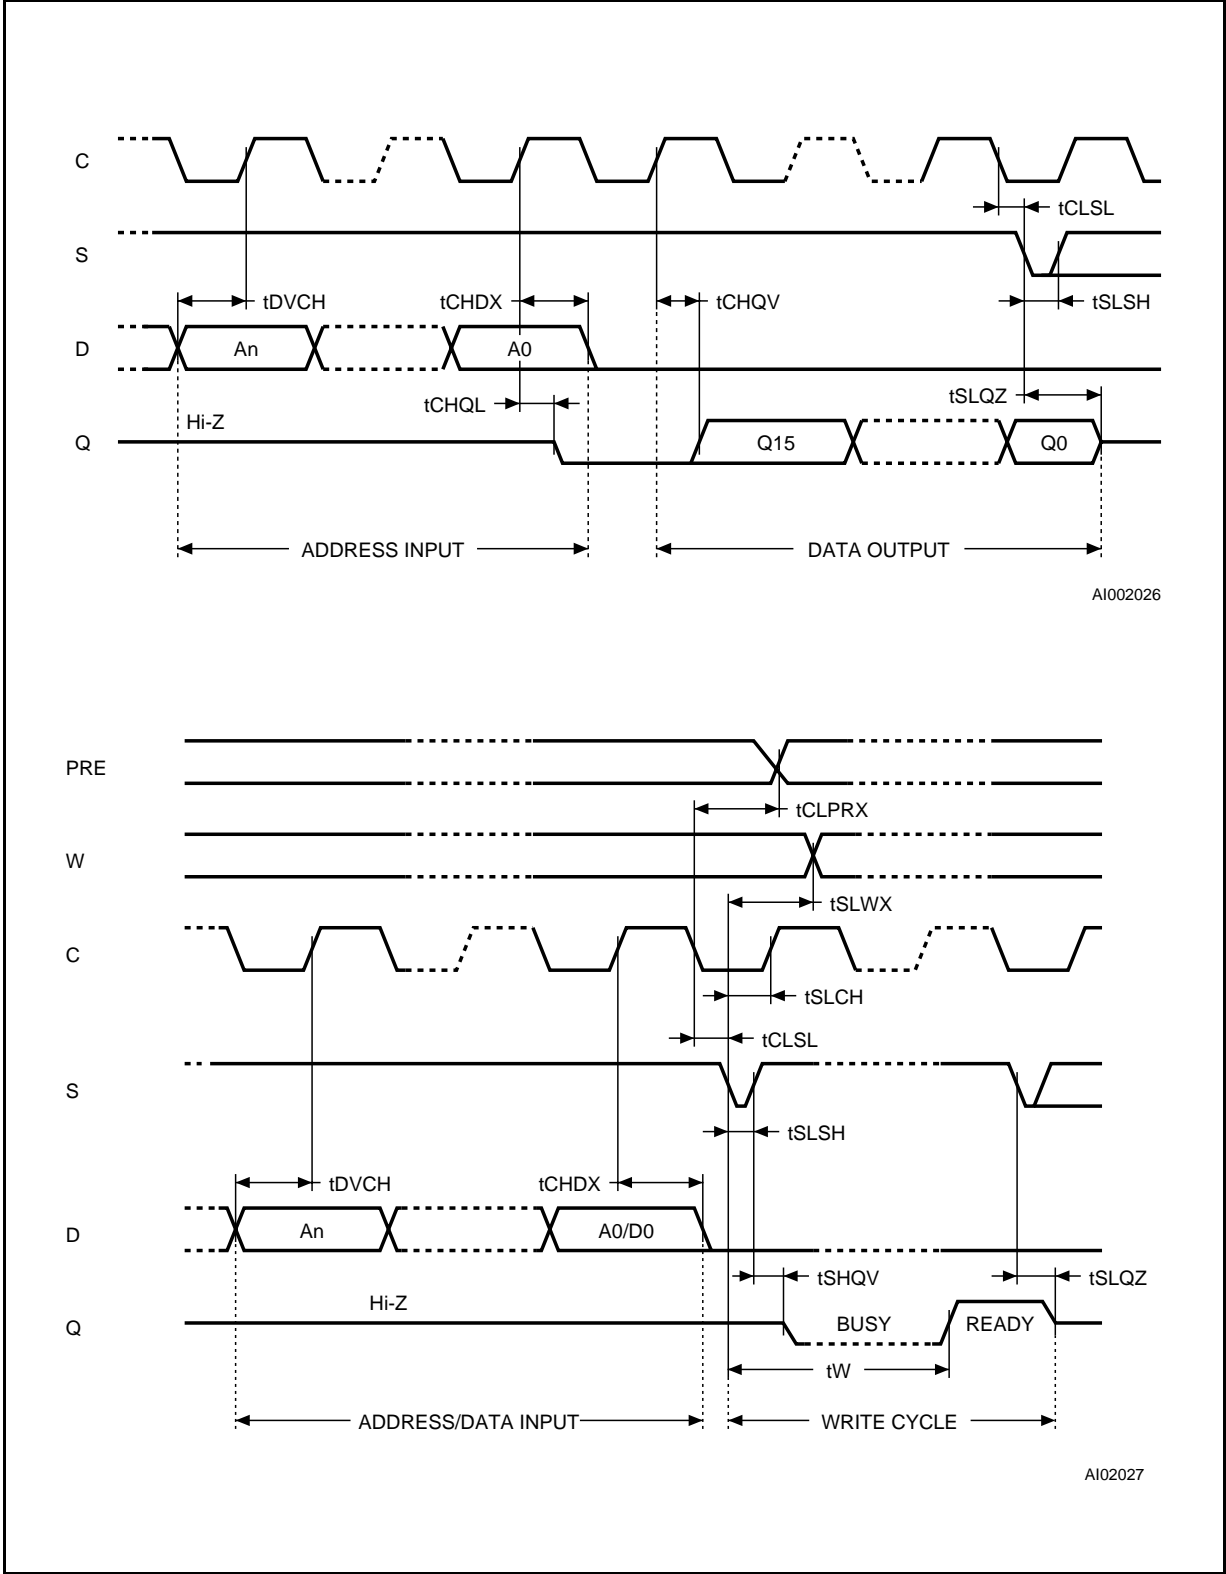 C
tCLSL
S
tDVCH
tCHDX
tCHQV
tSLSH
D
An
A0
tCHQL
tSLQZ
Hi-Z
Q
Q15
Q0
ADDRESS INPUT
DATA OUTPUT
AI002026
PRE
tCLPRX
W
tSLWX
C
tSLCH
tCLSL
S
tSLSH
tDVCH
tCHDX
D
An
A0/D0
tSHQV
tSLQZ
Hi-Z
Q
BUSY
READY
tW
ADDRESS/DATA INPUT
WRITE CYCLE
AI02027